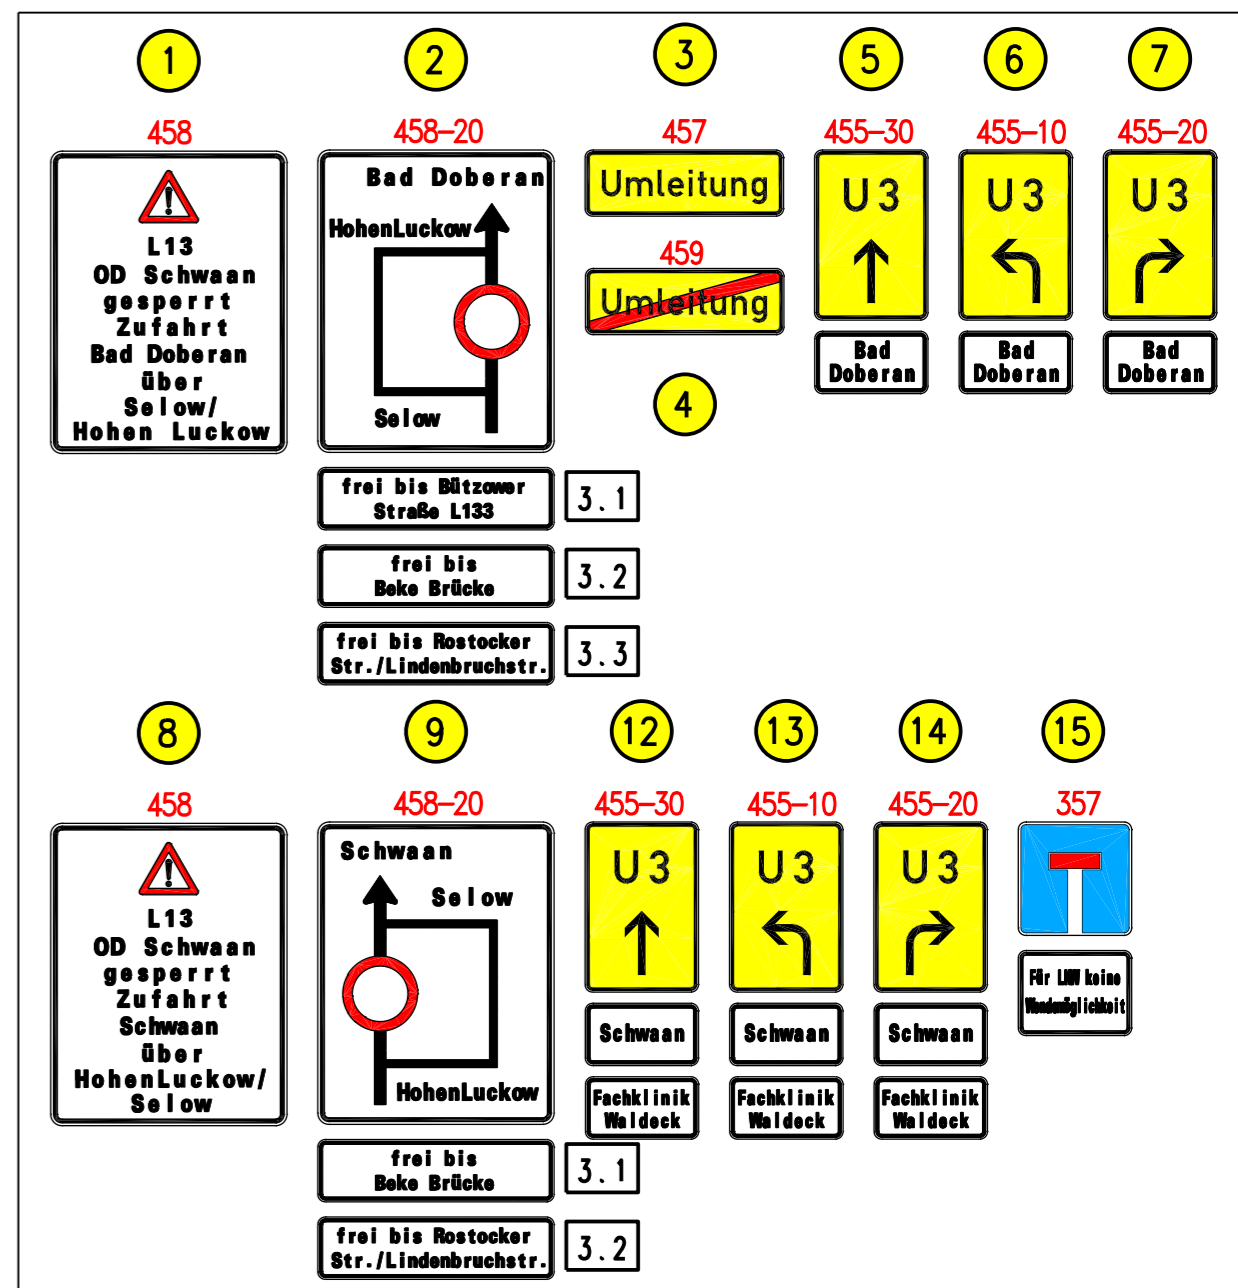 1
2
3
5
6
7
458
458-20
457
455-30
455-10
455-20
L13
OD Schwaan
gesperrt
Zufahrt
Bad Doberan
über
Selow/
Hohen Luckow
Bad Doberan
HohenLuckow
Selow
Umleitung
459
Umleitung
4
U3
Bad
Doberan
U3
Bad
Doberan
U3
Bad
Doberan
frei bis Bützower
Straße L133
3.1
frei bis
Beke Brücke
3.2
frei bis Rostocker
Str./Lindenbruchstr.
3.3
8
9
12
13
14
15
458
458-20
455-30
455-10
455-20
357
L13
OD Schwaan
gesperrt
Zufahrt
Schwaan
über
HohenLuckow/
Selow
Schwaan
Selow
HohenLuckow
U3
Schwaan
Fachklinik
Waldeck
U3
Schwaan
Fachklinik
Waldeck
U3
Schwaan
Fachklinik
Waldeck
Für LKW keine
Wendemöglichkeit
frei bis
Beke Brücke
3.1
frei bis Rostocker
Str./Lindenbruchstr.
3.2